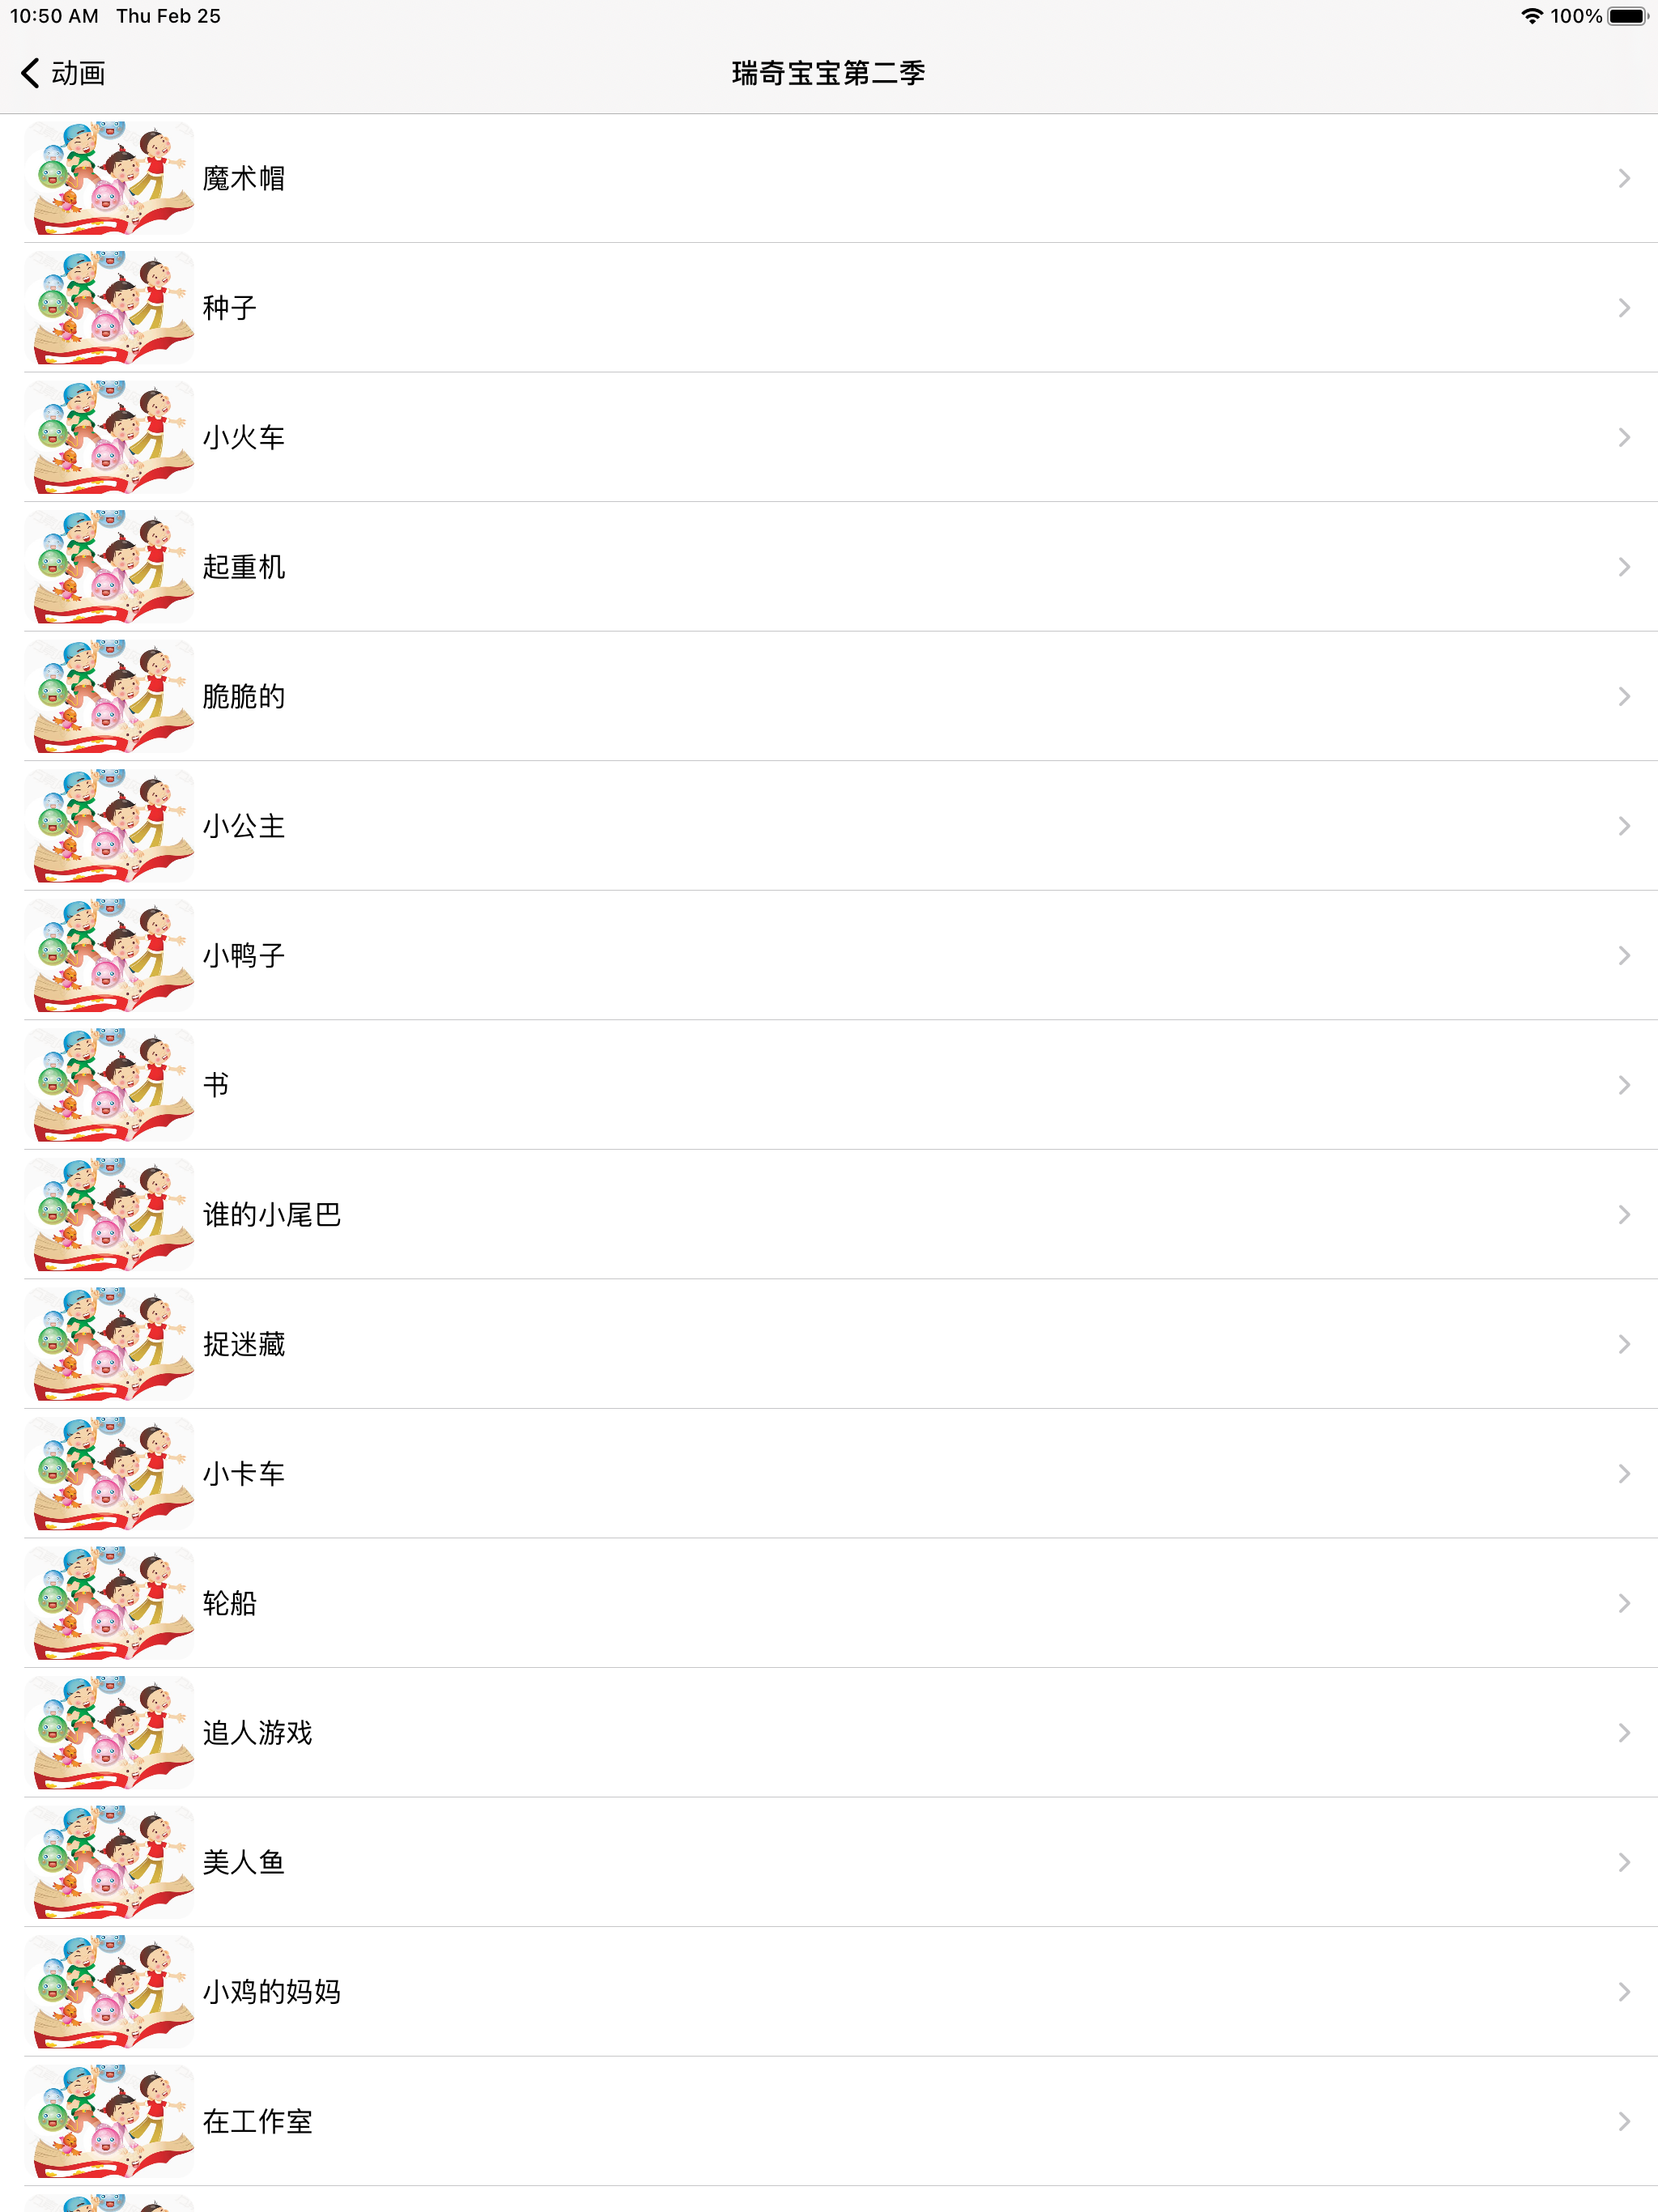 10:50 AM Thu Feb 25
100%
动画
瑞奇宝宝第二季
魔术帽
种子
小火车
起重机
脆脆的
小公主
小鸭子
书
谁的小尾巴
捉迷藏
小卡车
轮船
追人游戏
美人鱼
小鸡的妈妈
在工作室